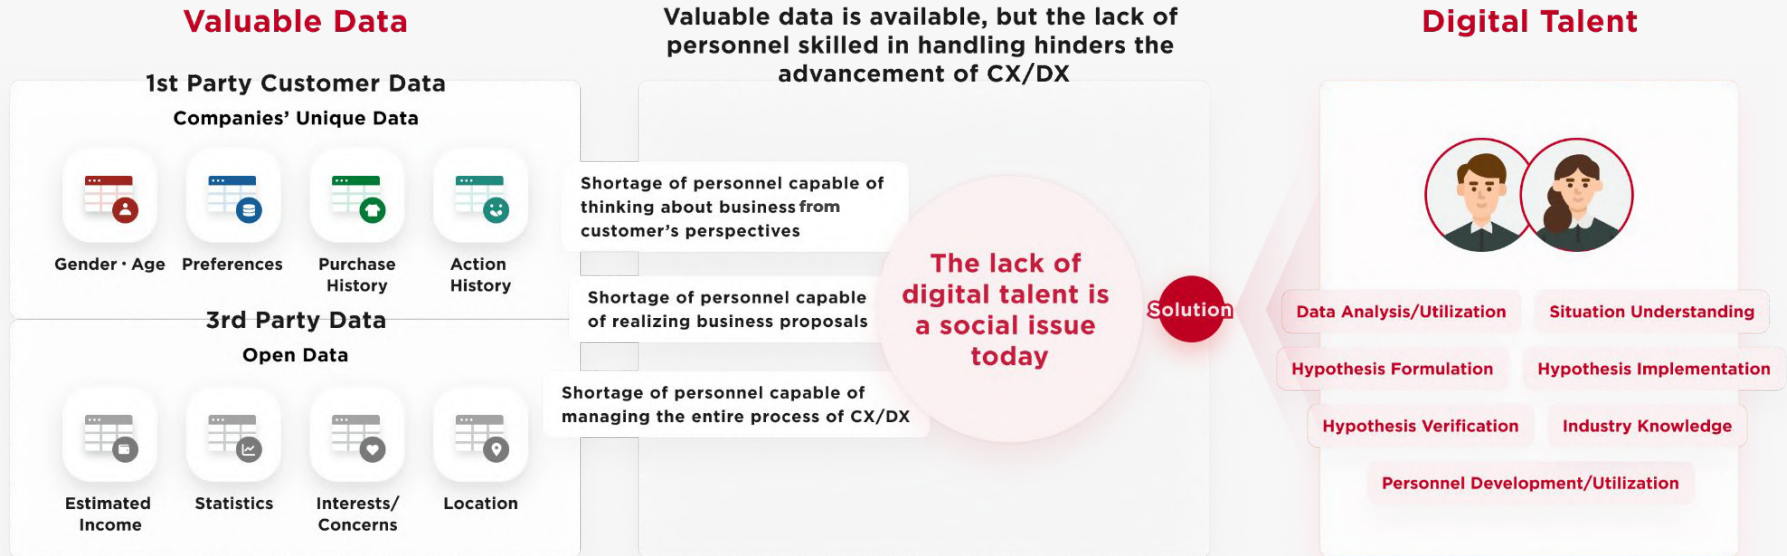 Valuable Data
1st Party Customer Data
Companies’ Unique Data
Gender · Age
Preferences
Purchase
History
Action
History
3rd Party Data
Open Data
Estimated
Income
Statistics
Interests/
Concerns
Location
Valuable data is available, but the lack of
personnel skilled in handling hinders the
advancement of CX/DX
Shortage of personnel capable of
thinking about business from
customer’s perspectives
Shortage of personnel capable
of realizing business proposals
Shortage of personnel capable of
managing the entire process of CX/DX
The lack of
digital talent is
a social issue
today
Solution
Digital Talent
Data Analysis/Utilization
Situation Understanding
Hypothesis Formulation
Hypothesis Implementation
Hypothesis Verification
Industry Knowledge
Personnel Development/Utilization